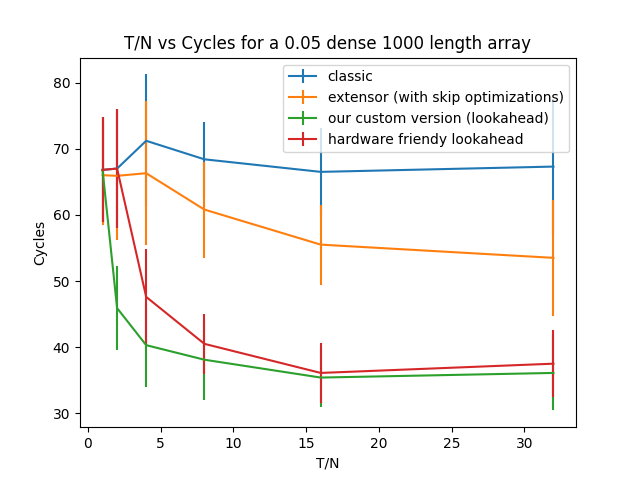 T/N vs Cycles for a 0.05 dense 1000 length array
classic
extensor (with skip optimizations)
our custom version (lookahead)
hardware friendy lookahead
80
70
60
50
40
30
Cycles
0
5
10
15
20
25
30
T/N